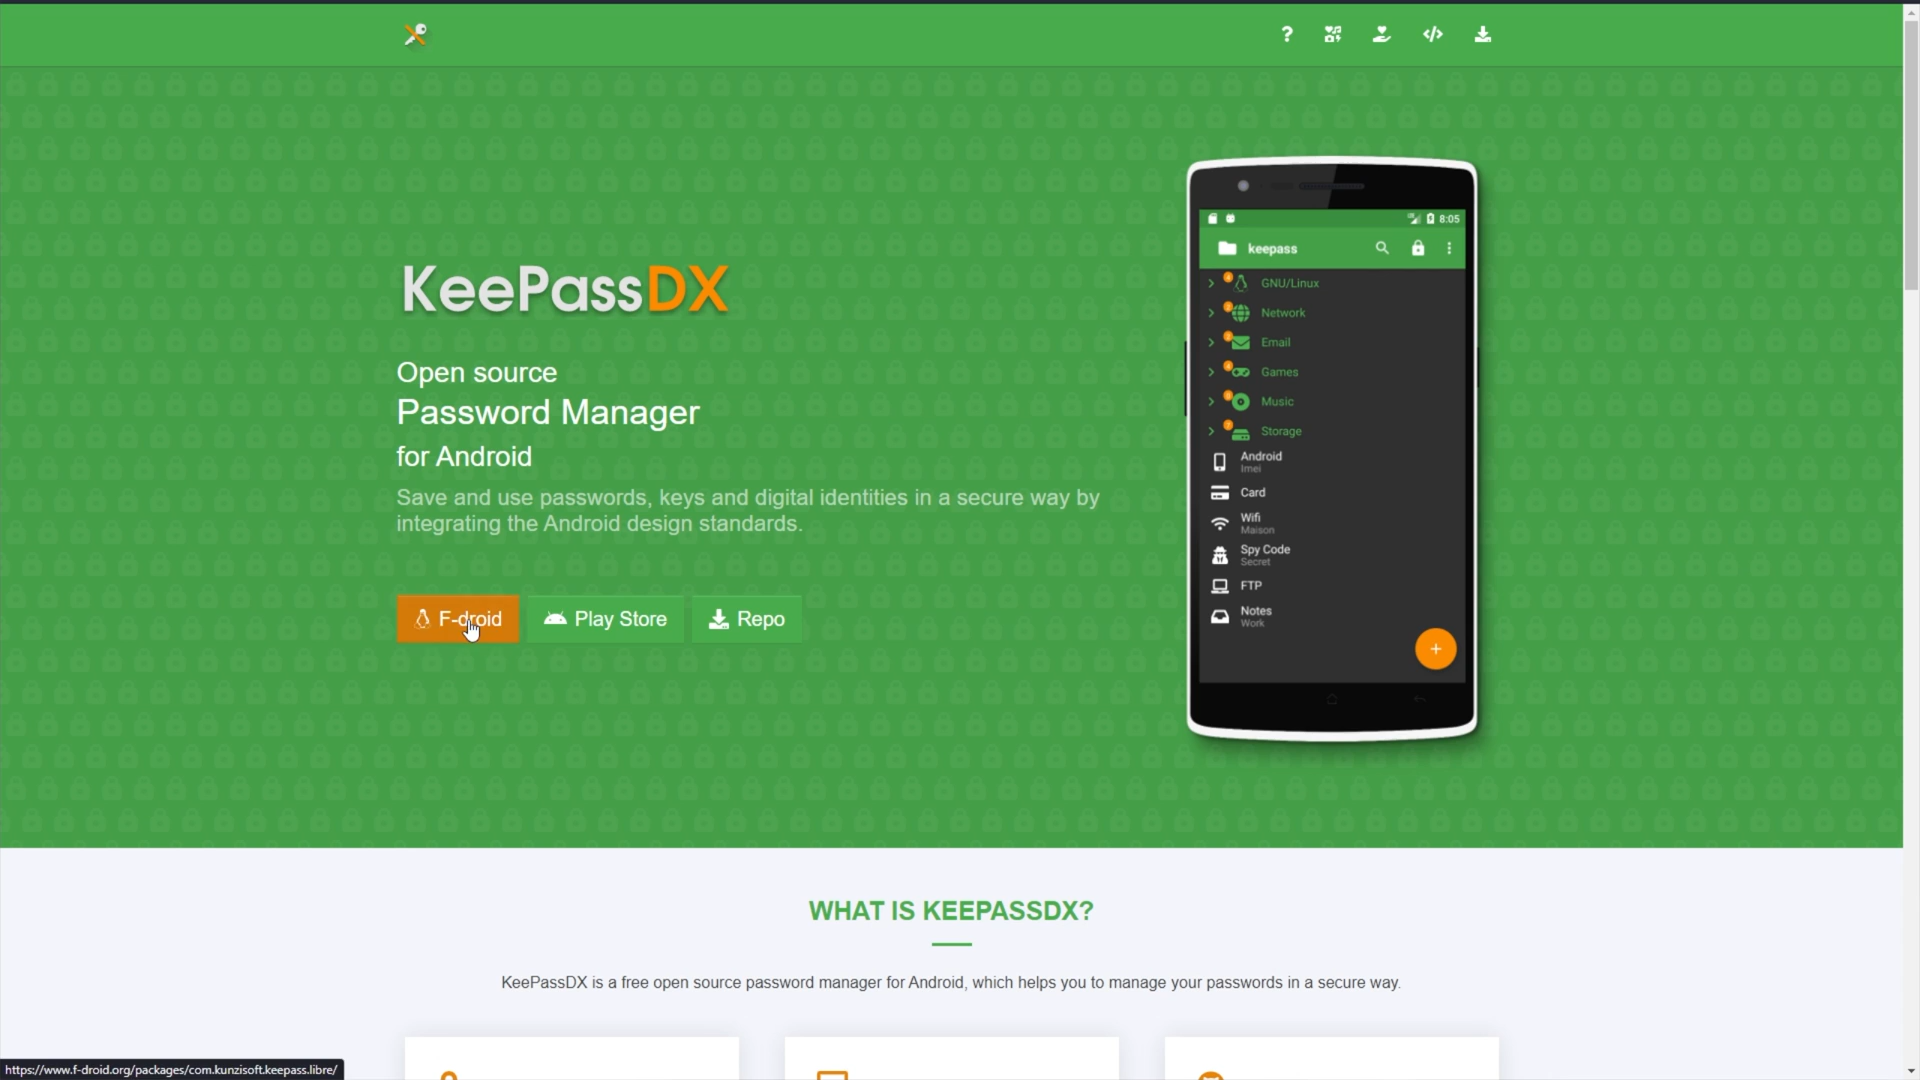 ?
KeePassDX
Open source
Password Manager
for Android
Save and use passwords, keys and digital identities in a secure way by
integrating the Android design standards.
F-droid
Play Store
Repo
8:05
keepass
GNU/Linux
Network
Email
Games
Music
Storage
Android
Imei
Card
Wifi
Maison
Spy Code
Secret
FTP
Notes
Work
+
WHAT IS KEEPASSDX?
KeePassDX is a free open source password manager for Android, which helps you to manage your passwords in a secure way.
https://www.f-droid.org/packages/com.kunzisoft.keepass.libre/